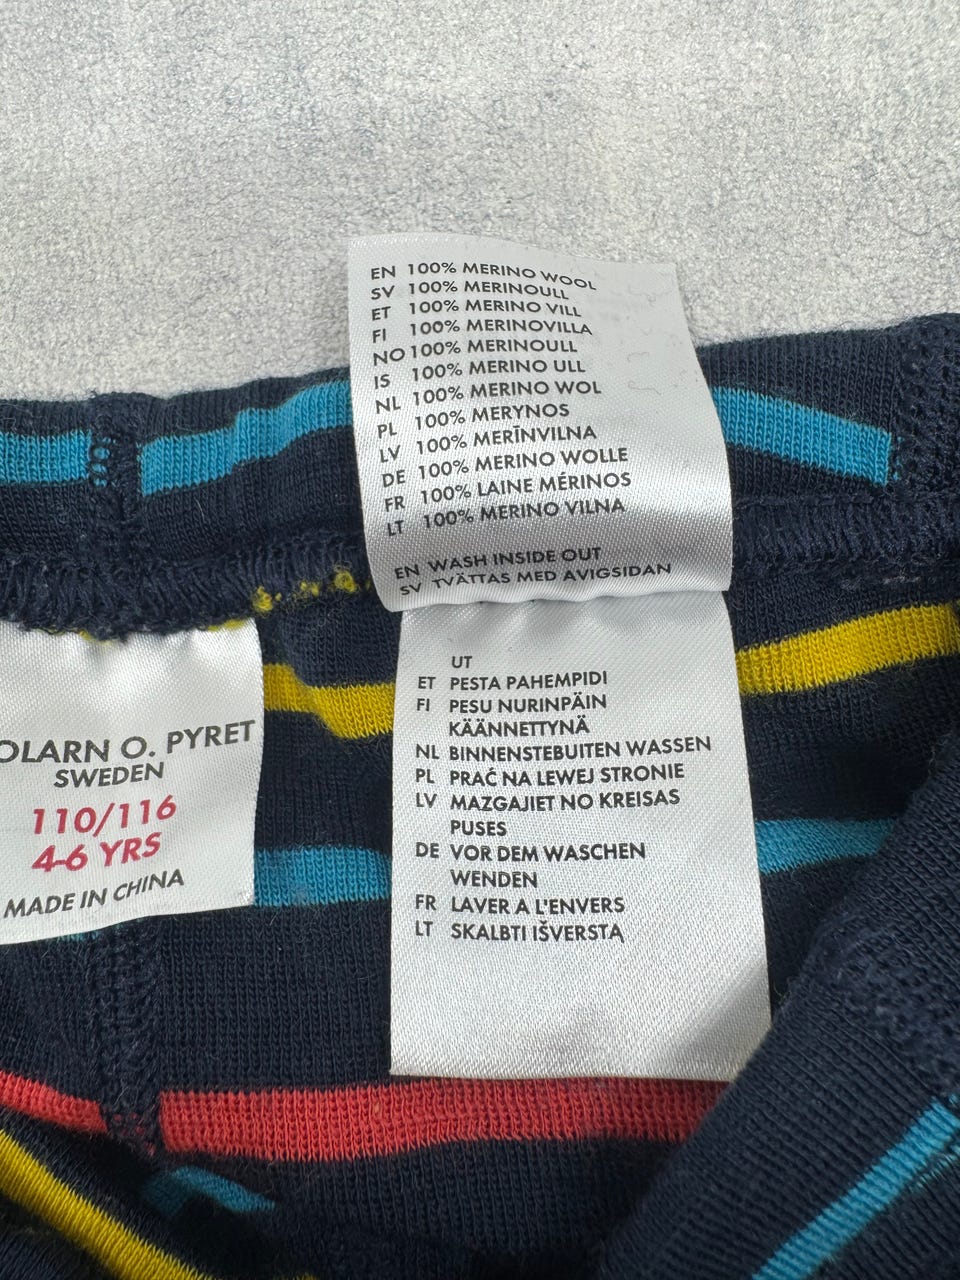 EN 100% MERINO WOOL
SV 100% MERINOULL
ET 100% MERINO VILL
FI 100% MERINOVILLA
NO 100% MERINOULL
IS 100% MERINO ULL
NL 100% MERINO WOL
PL 100% MERYNOS
LV 100% MERĪNVILNA
DE 100% MERINO WOLLE
FR 100% LAINE MÉRINOS
LT 100% MERINO VILNA
EN WASH INSIDE OUT
SV TVÄTTAS MED AVIGSIDAN
UT
ET PESTA PAHEMPIDI
FI PESU NURINPÄIN
KÄÄNNETTYNÄ
NL BINNENSTEBUITEN WASSEN
PL PRAĆ NA LEWEJ STRONIE
LV MAZGAJIET NO KREISAS
PUSES
DE VOR DEM WASCHEN
WENDEN
FR LAVER A L'ENVERS
LT SKALBTI IŠVERSTĄ
OLARN O. PYRET
SWEDEN
110/116
4-6 YRS
MADE IN CHINA